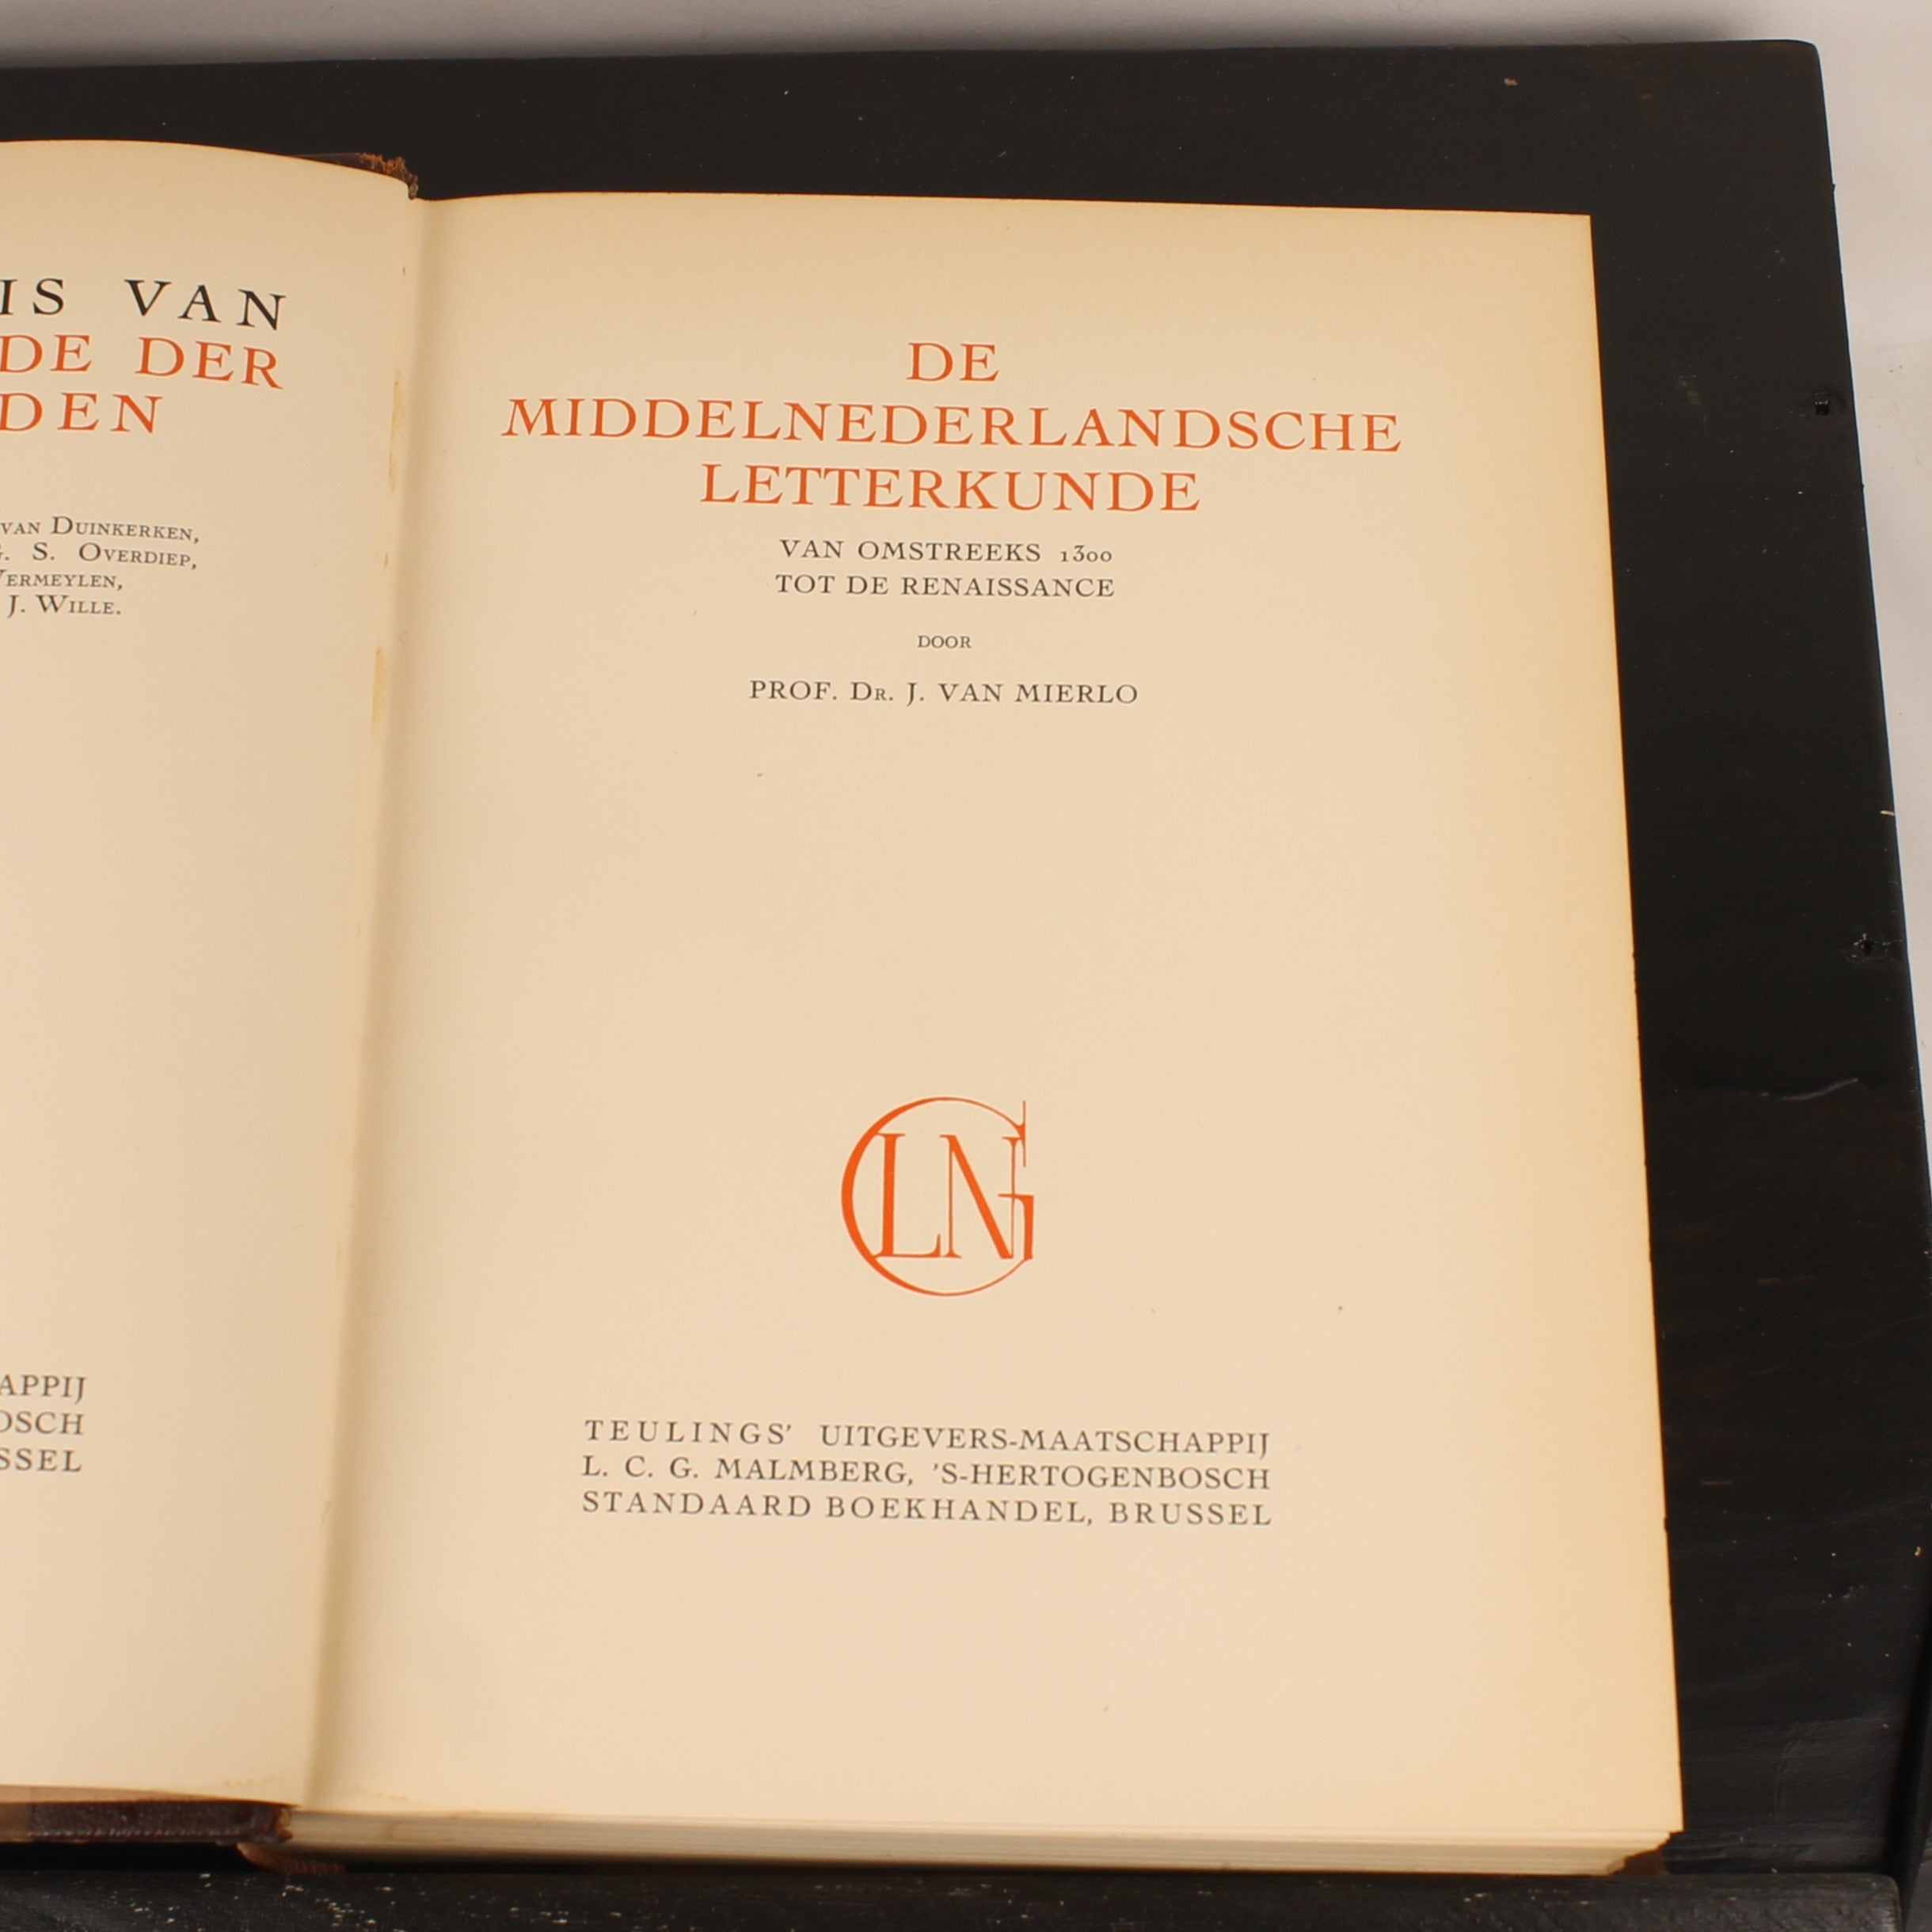 IS VAN
DE DER
DEN
VAN DUINKERKEN,
G. S. OVERDIEP,
VERMEYLEN,
J. WILLE.
APPIJ
OSCH
SSEL
DE
MIDDELNEDERLANDSCHE
LETTERKUNDE
VAN OMSTREEKS 1300
TOT DE RENAISSANCE
DOOR
PROF. DR. J. VAN MIERLO
GLN
TEULINGS' UITGEVERS-MAATSCHAPPIJ
L. C. G. MALMBERG, 'S-HERTOGENBOSCH
STANDAARD BOEKHANDEL, BRUSSEL